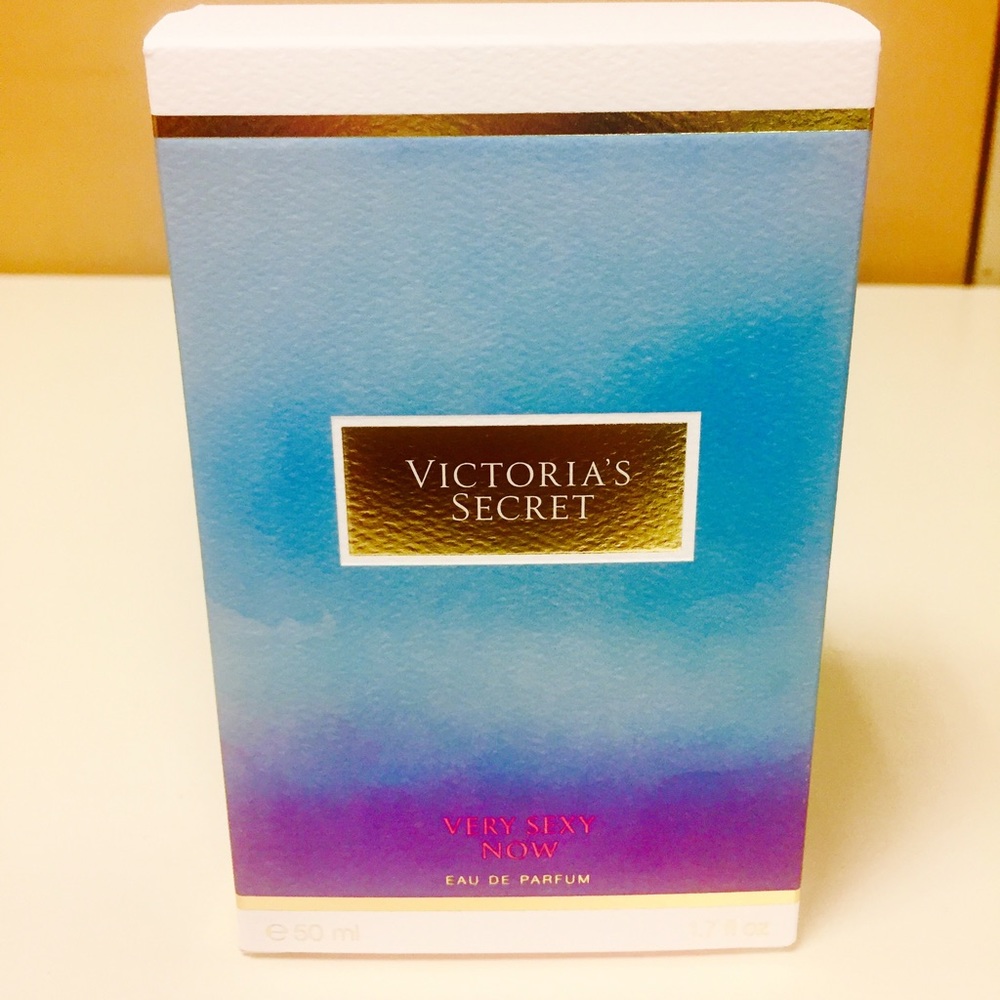 VICTORIA'S
SECRET
VERY SEXY
NOW
EAU DE PARFUM
e 50 ml
1.7 fl oz